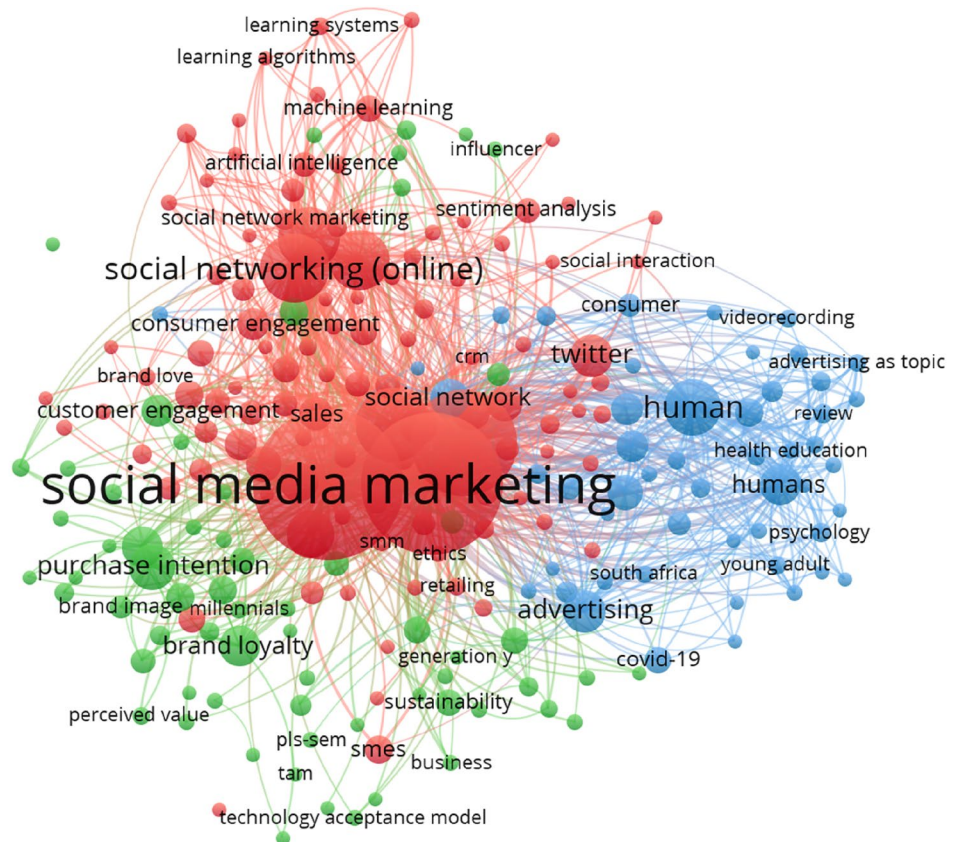 learning systems
learning algorithms
machine learning
influencer
artificial intelligence
social network marketing
sentiment analysis
social networking (online)
social interaction
consumer
videorecording
consumer engagement
crm
twitter
advertising as topic
brand love
social network
customer engagement
sales
human
review
health education
social media marketing
humans
smm
ethics
psychology
purchase intention
south africa
young adult
retailing
brand image
millennials
advertising
brand loyalty
generation y
covid-19
perceived value
sustainability
pls-sem
smes
business
tam
technology acceptance model